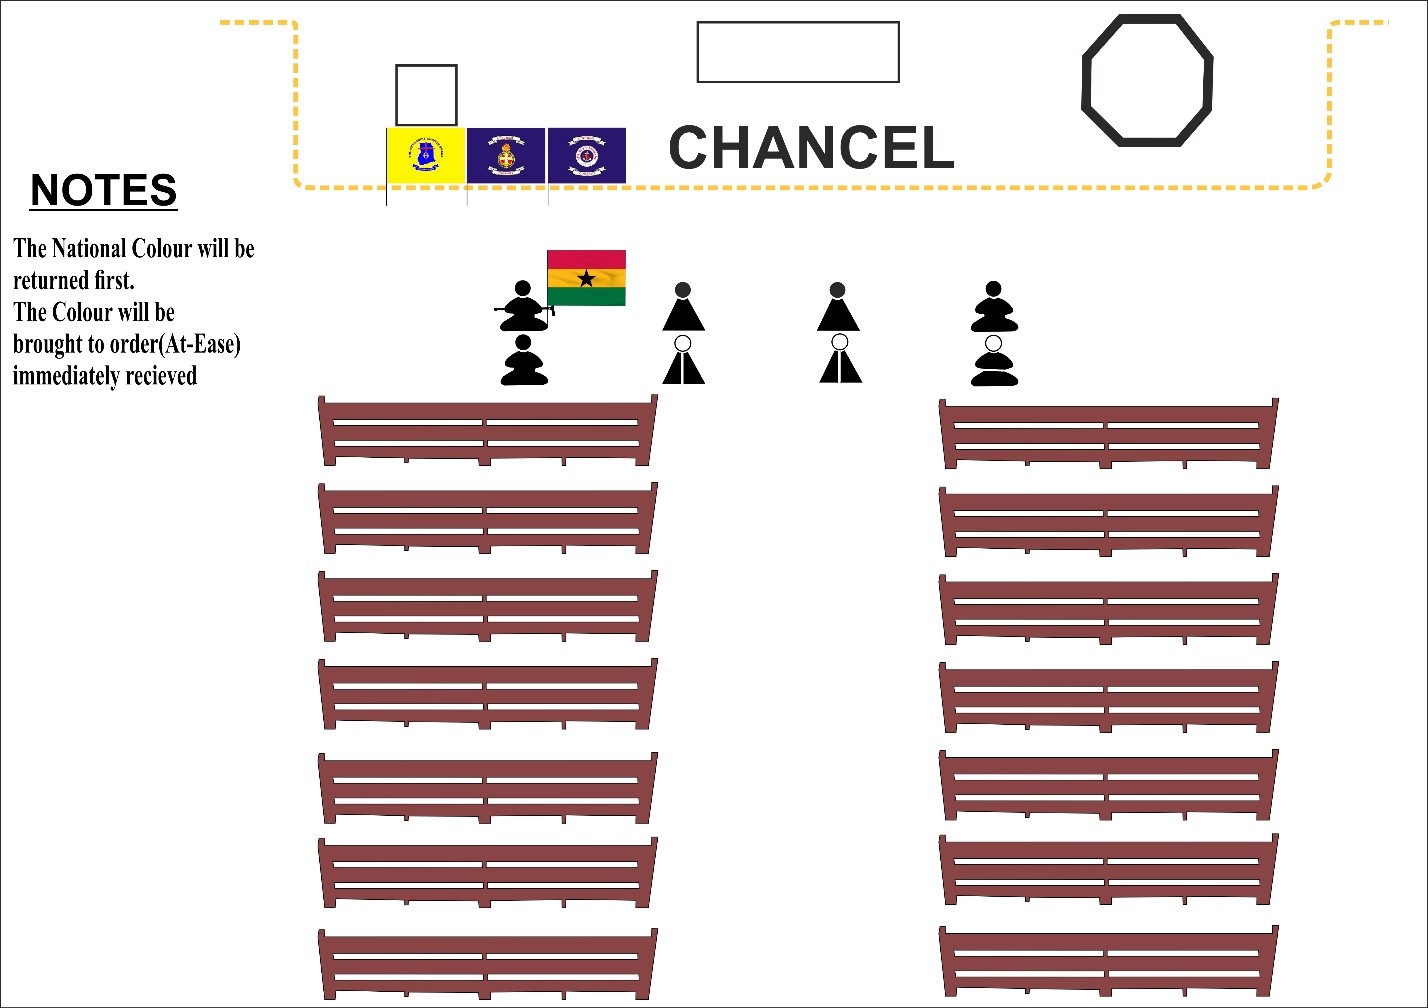 CHANCEL
NOTES
The National Colour will be
returned first.
The Colour will be
brought to order(At-Ease)
immediately recieved